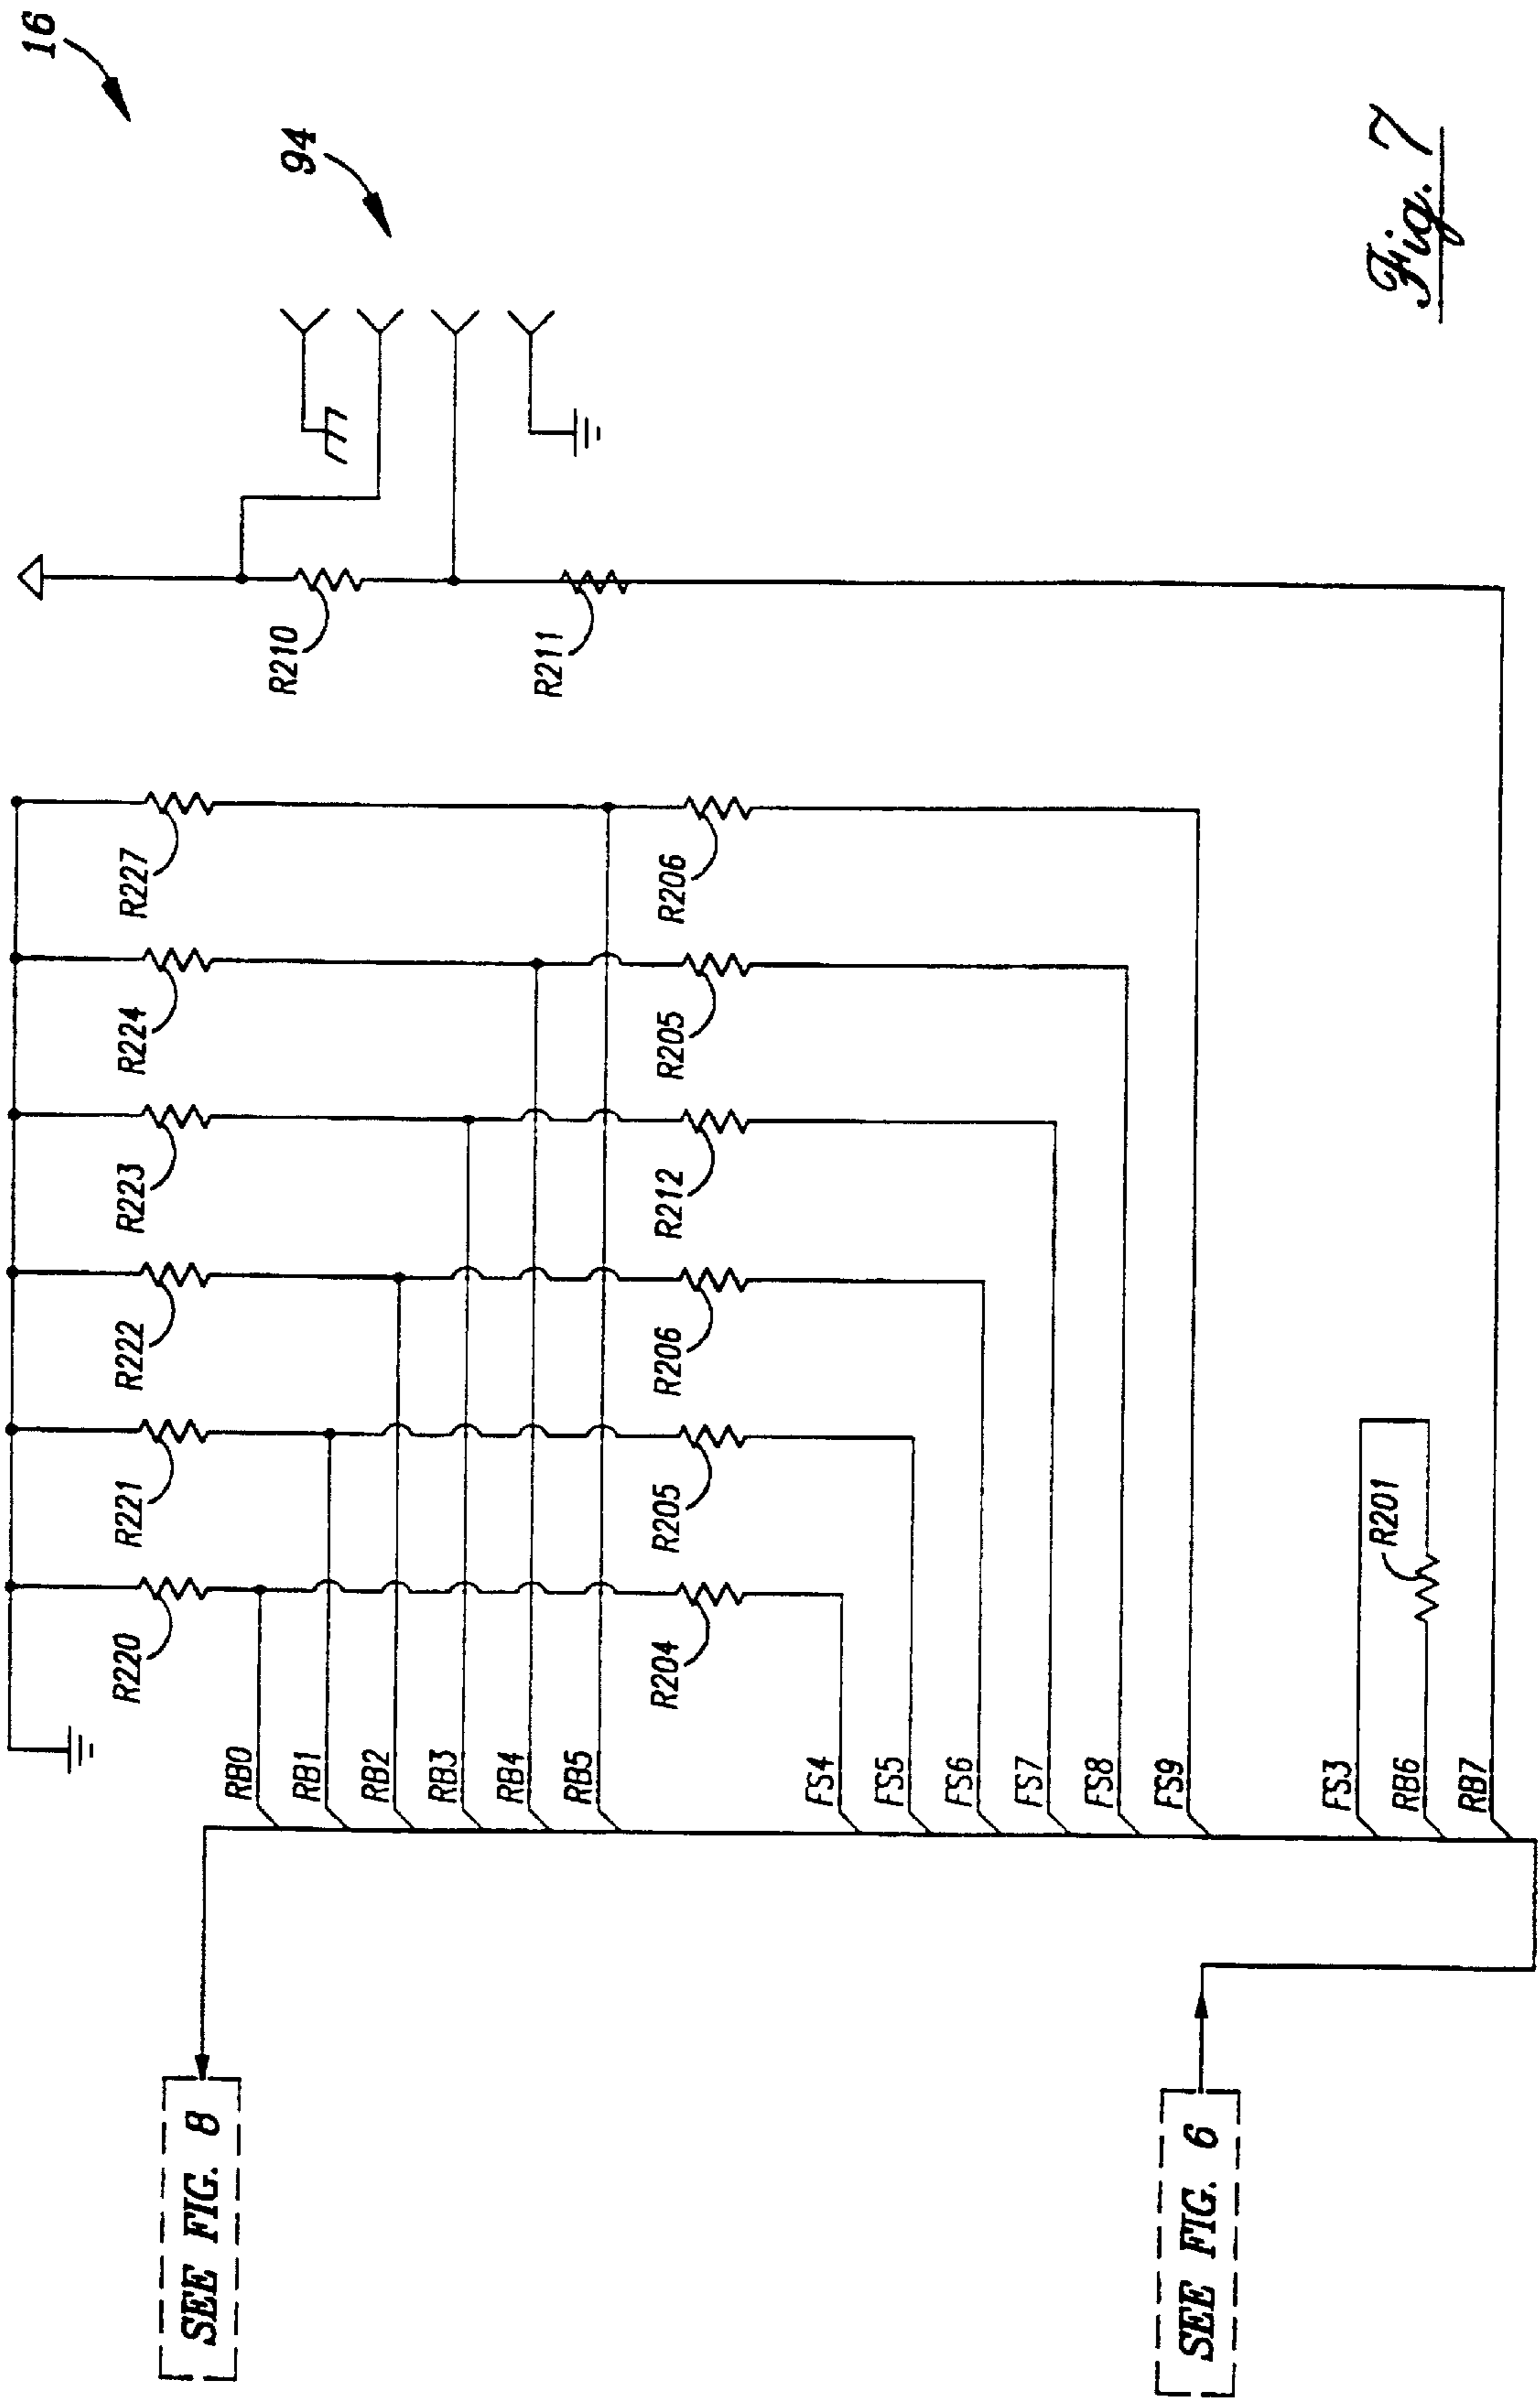 16
94
R210
R211
R227
R224
R223
R222
R221
R220
R206
R205
R212
R206
R205
R204
RB0
RB1
RB2
RB3
RB4
RB5
FS4
FS5
FS6
FS7
FS8
FS9
FS3
RB6
RB7
R201
SEE FIG. 8
SEE FIG. 6
Fig. 7